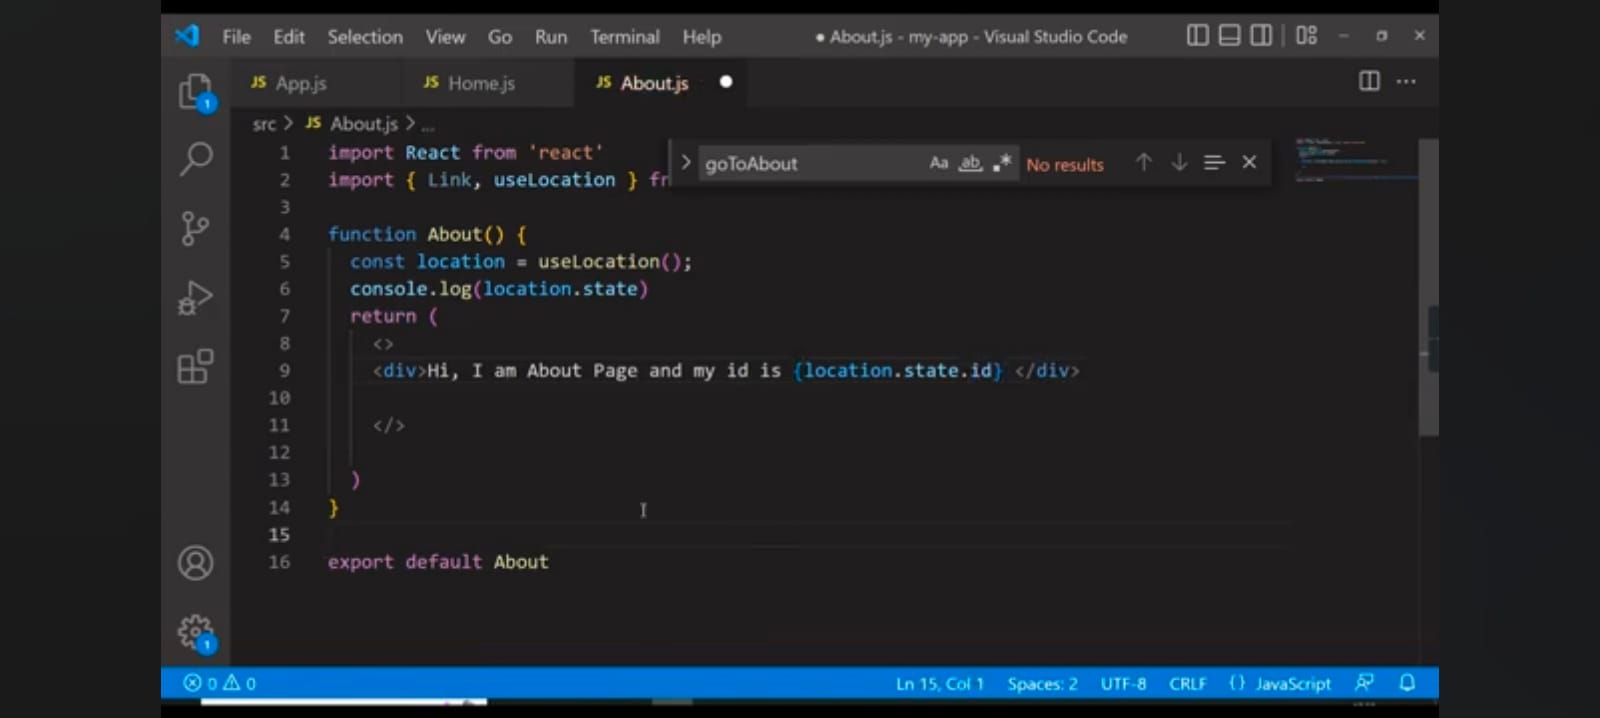 File Edit Selection View Go Run Terminal Help ● About.js - my-app - Visual Studio Code
JS App.js JS Home.js JS About.js ●
src > JS About.js > ...
goToAbout Aa ab .* No results
1 import React from 'react'
2 import { Link, useLocation } fr
3
4 function About() {
5 const location = useLocation();
6 console.log(location.state)
7 return (
8 <>
9 <div>Hi, I am About Page and my id is {location.state.id} </div>
10
11 </>
12
13 )
14 }
15
16 export default About
1
1
0 0 Ln 15, Col 1 Spaces: 2 UTF-8 CRLF {} JavaScript